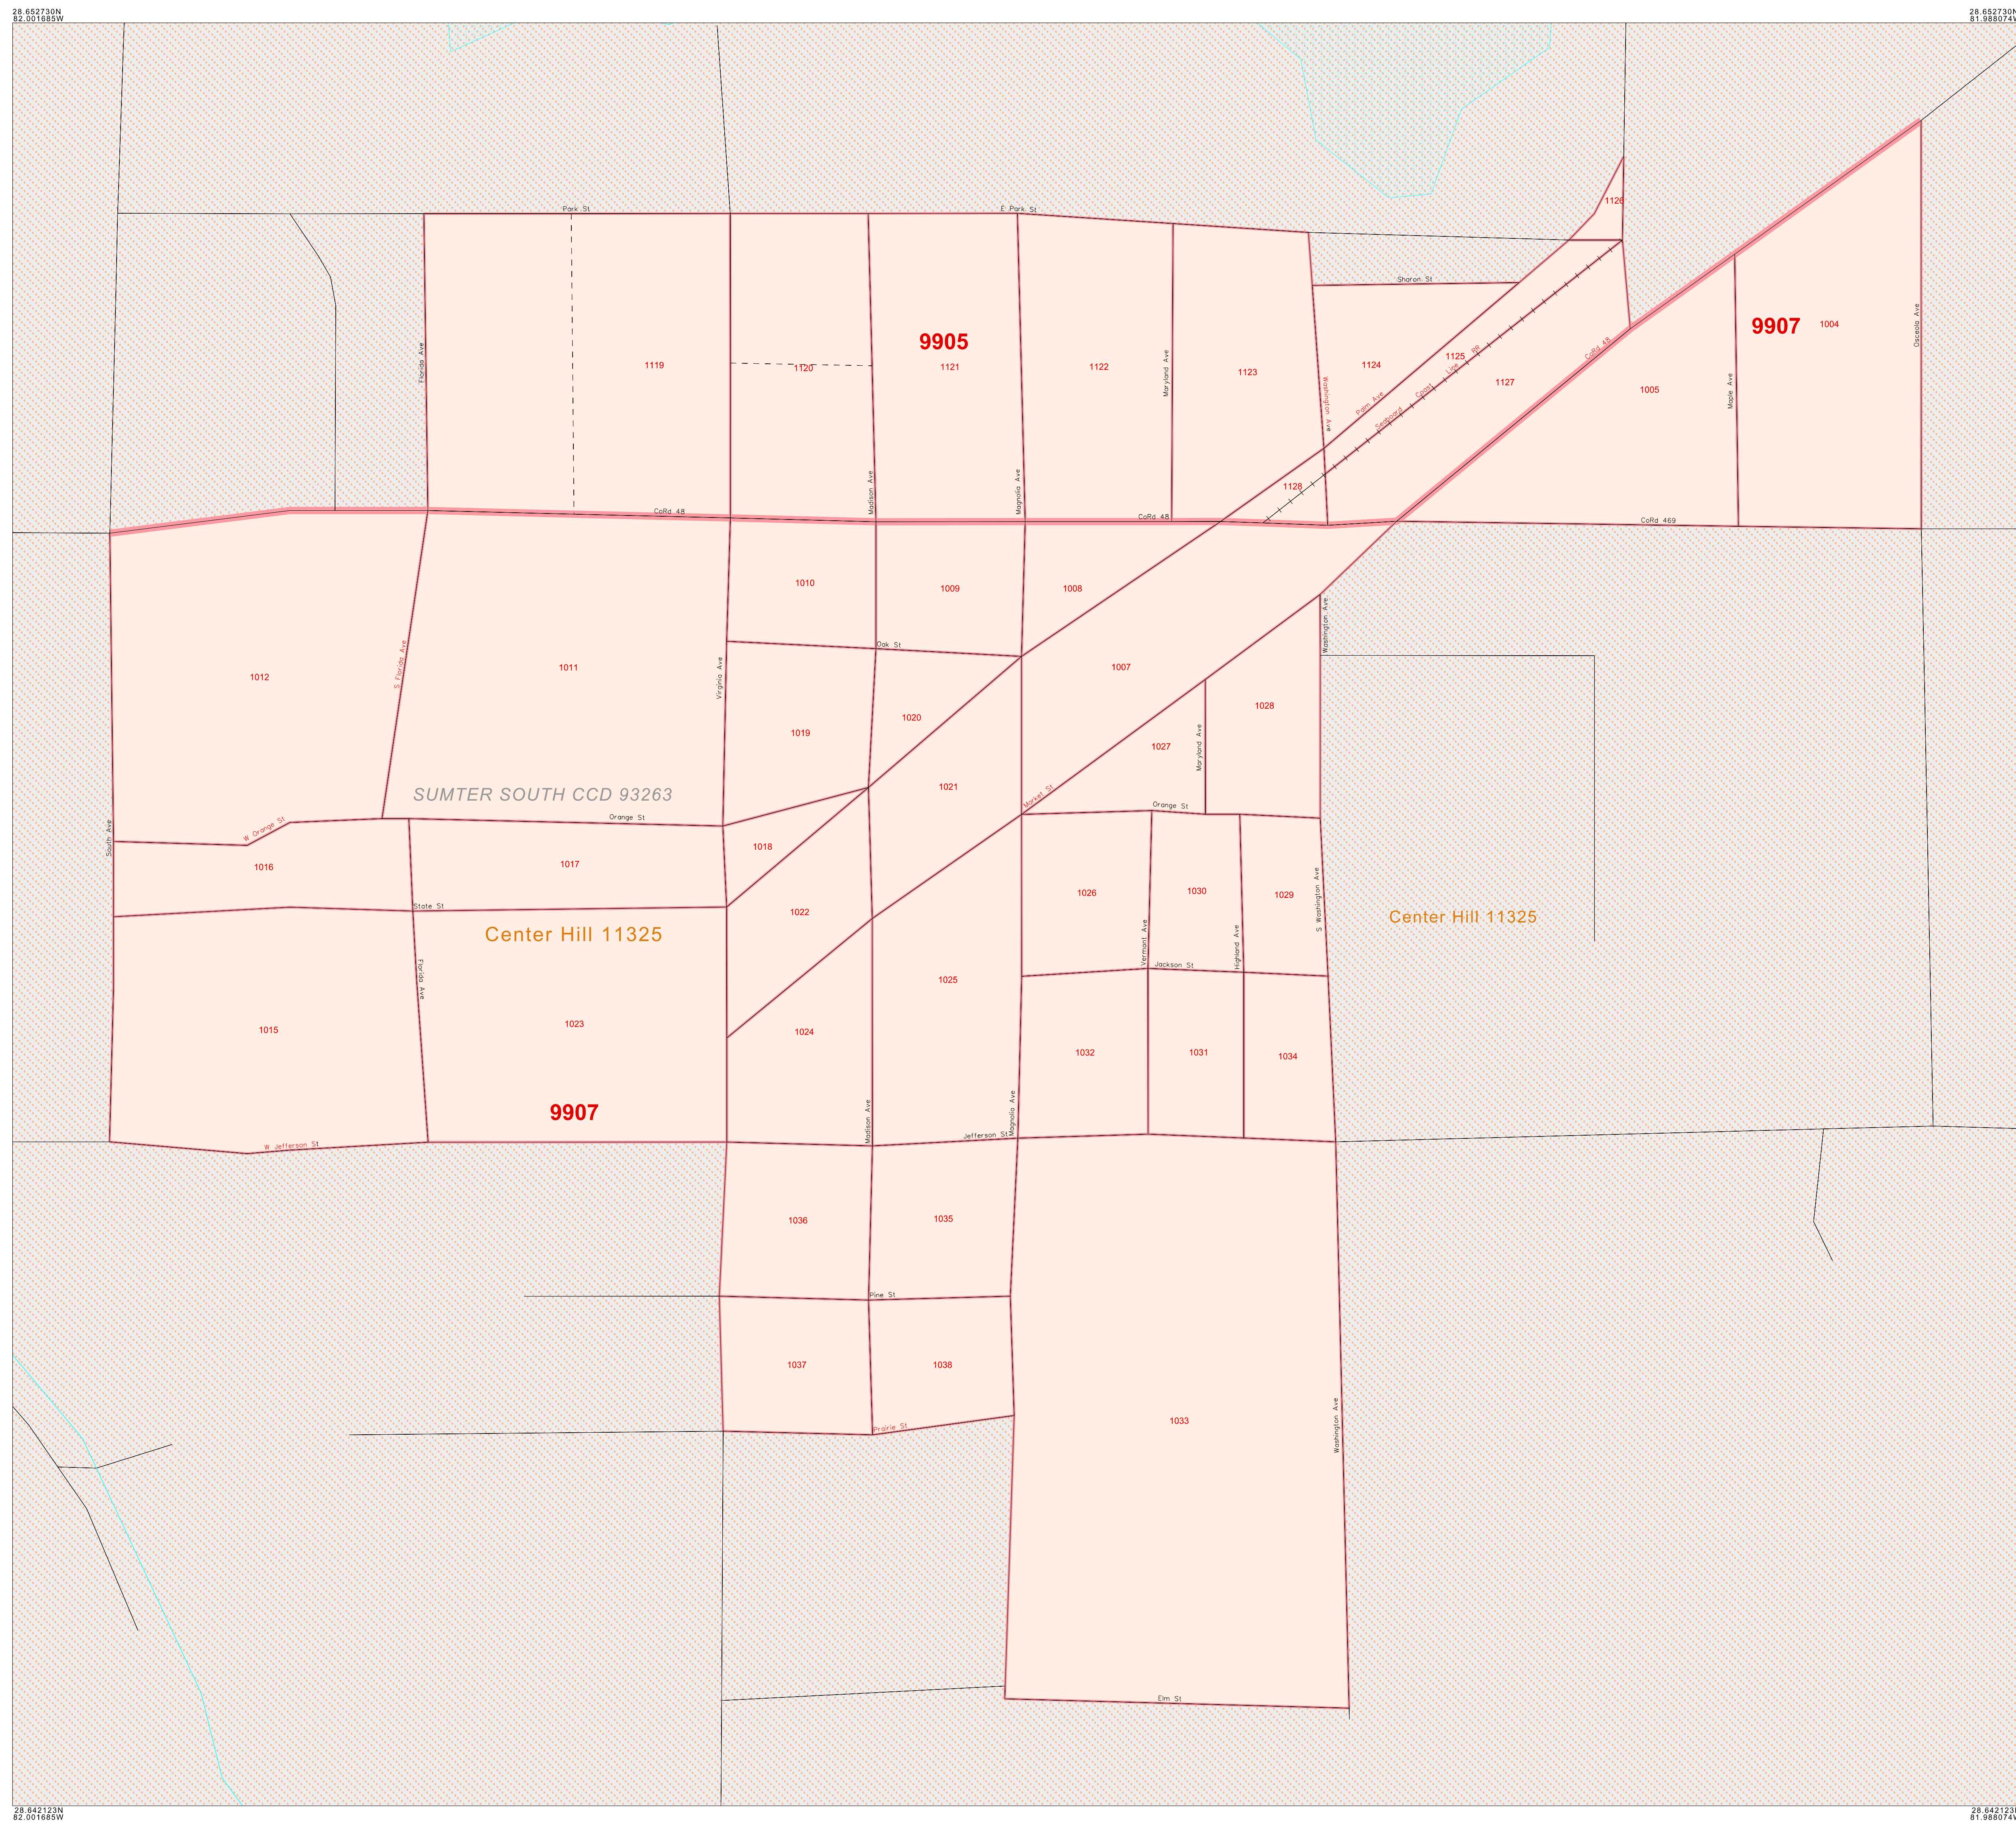 28.652730N
82.001685W
28.652730N
81.988074W
1126
Park St
E Park St
Sharon St
Osceola Ave
9907
1004
9905
Florida Ave
CoRd 48
RR
Line
Coast
Seaboard
1125
1124
1119
1120
1121
1122
Maryland Ave
1123
1127
1005
Maple Ave
Washington Ave
Palm Ave
Madison Ave
Magnolia Ave
1128
CoRd 48
CoRd 48
CoRd 469
1010
1009
1008
Washington Ave
Oak St
S Florida Ave
1012
1011
Virginia Ave
1007
1028
1020
1019
1027
Maryland Ave
SUMTER SOUTH CCD 93263
1021
Market St
Orange St
South Ave
W Orange St
Orange St
1018
1016
1017
1026
1030
1029
S Washington Ave
State St
1022
Center Hill 11325
Center Hill 11325
Vermont Ave
Highland Ave
Jackson St
Florida Ave
1025
1015
1023
1024
1032
1031
1034
9907
Madison Ave
Magnolia Ave
Jefferson St
W Jefferson St
1036
1035
Pine St
1037
1038
Prairie St
1033
Washington Ave
Elm St
28.642123N
82.001685W
28.642123N
81.988074W